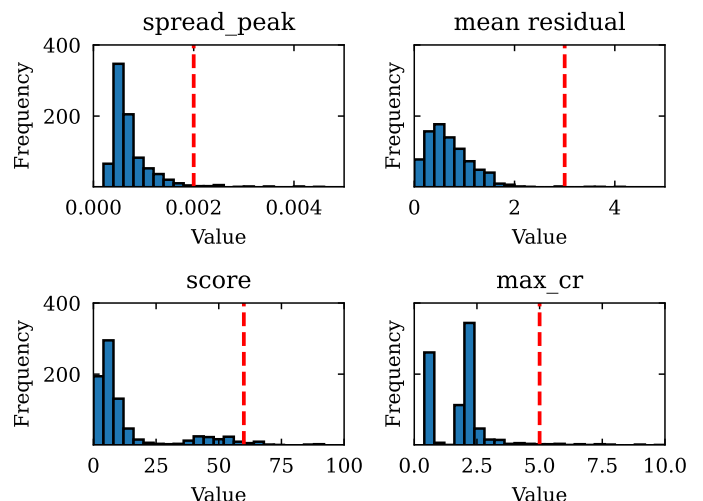 spread_peak
Frequency
400
200
0.000 0.002 0.004
Value
mean residual
Frequency
0 2 4
Value
score
Frequency
400
200
0 25 50 75 100
Value
max_cr
Frequency
0.0 2.5 5.0 7.5 10.0
Value